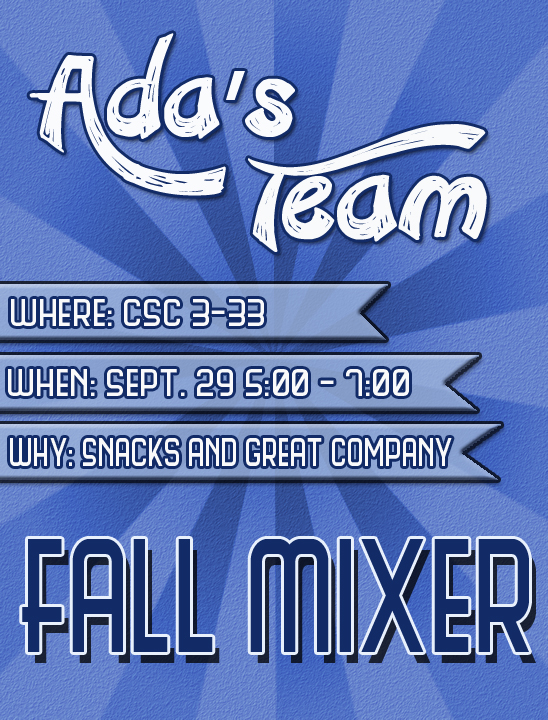 Ada's
Team
WHERE: CSC 3-33
WHEN: SEPT. 29 5:00 - 7:00
WHY: SNACKS AND GREAT COMPANY
FALL MIXER